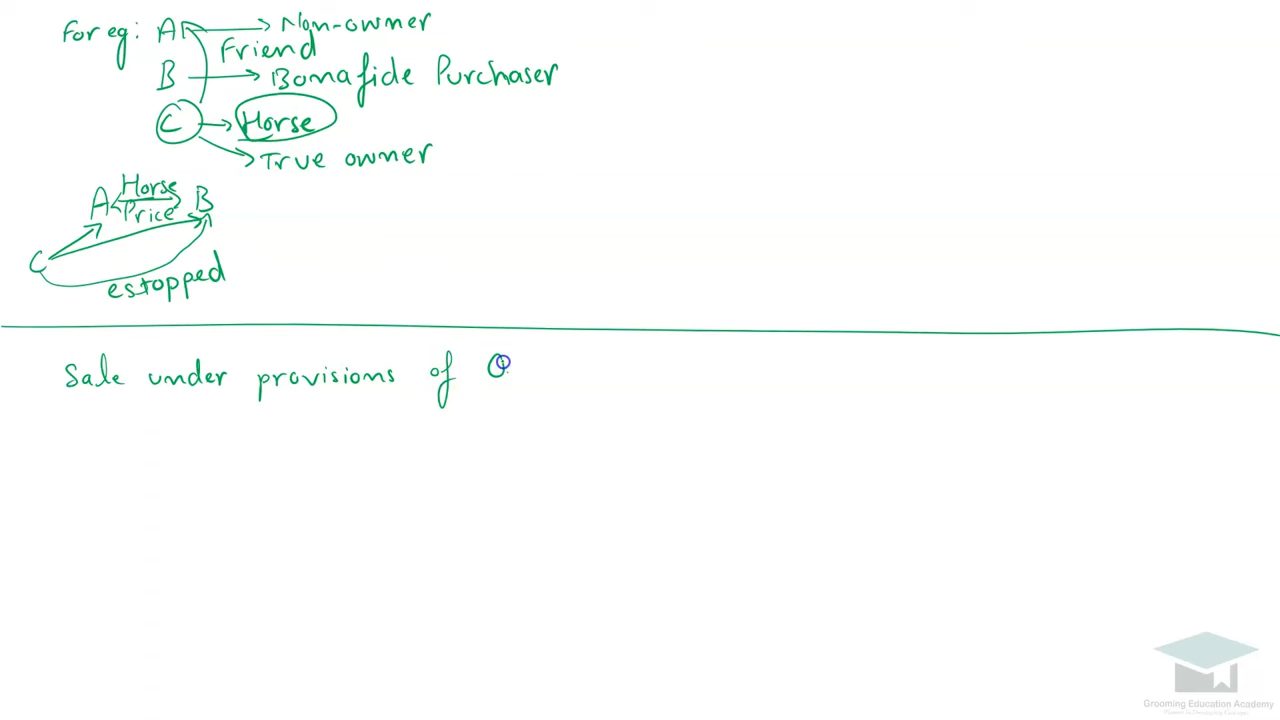 For eg: A → Non-owner
Friend
B → Bonafide Purchaser
C → Horse
True owner
Horse
A B
Price
C
estopped
Sale under provisions of O
Grooming Education Academy